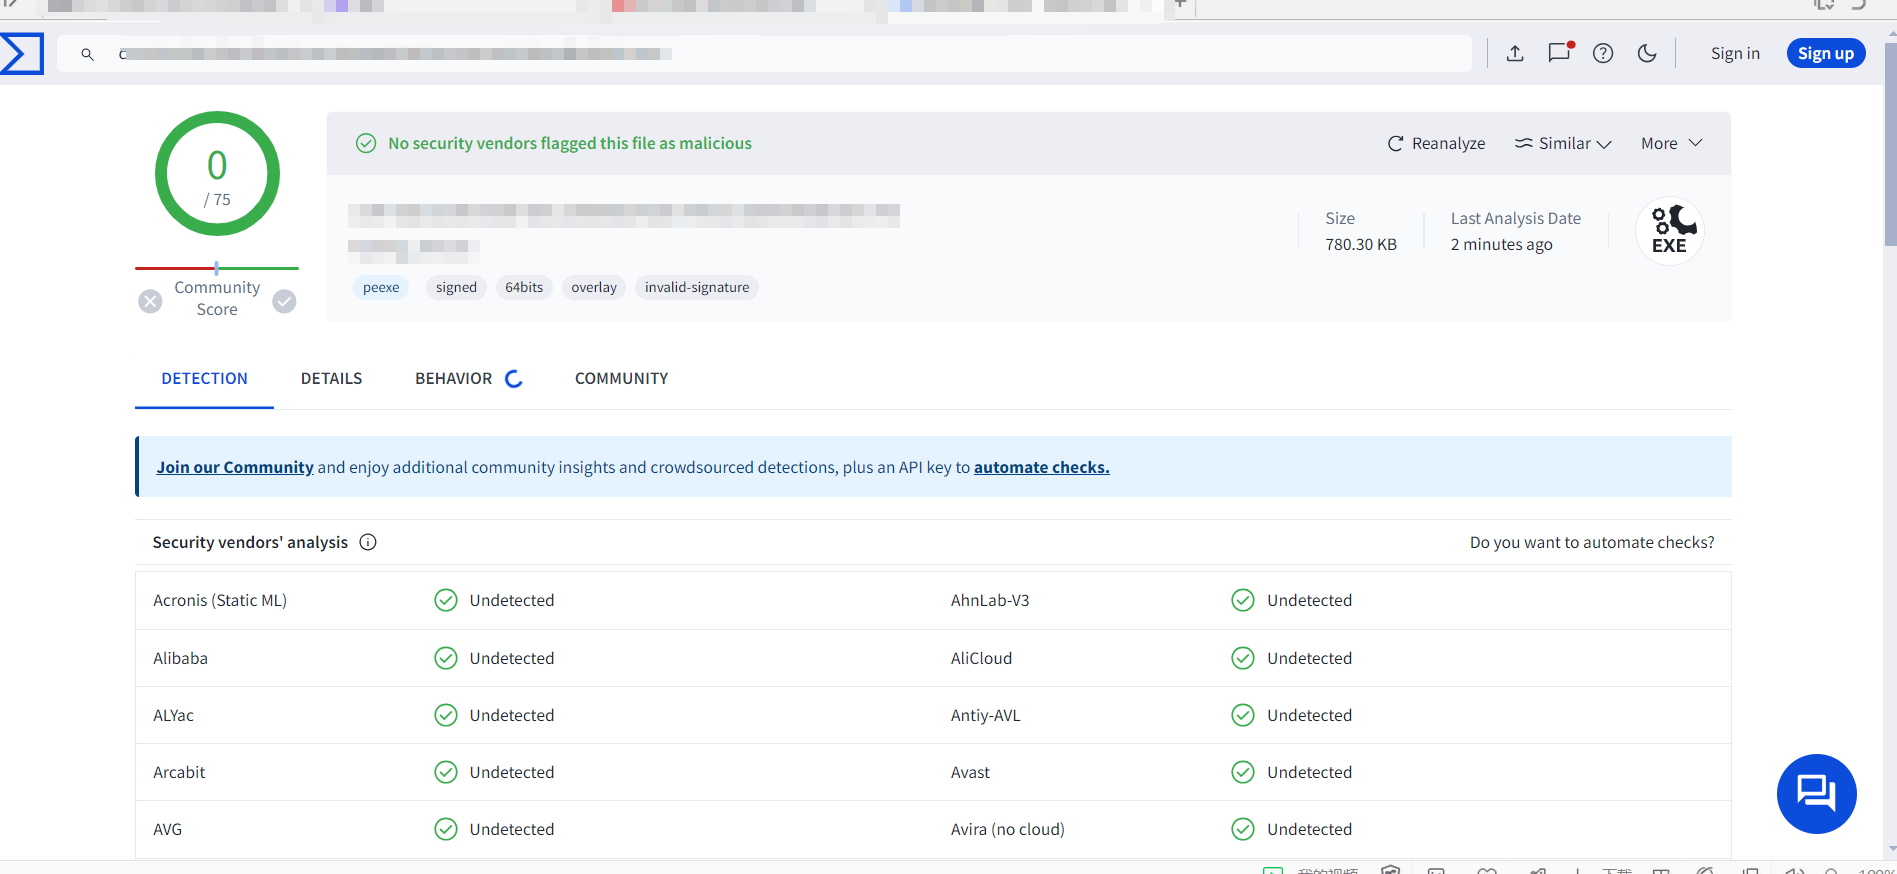 Sign in
Sign up
0
/ 75
No security vendors flagged this file as malicious
Reanalyze
Similar
More
Size
780.30 KB
Last Analysis Date
2 minutes ago
EXE
peexe
signed
64bits
overlay
invalid-signature
Community
Score
DETECTION
DETAILS
BEHAVIOR
COMMUNITY
Join our Community and enjoy additional community insights and crowdsourced detections, plus an API key to automate checks.
Security vendors' analysis
Do you want to automate checks?
Acronis (Static ML)
Undetected
AhnLab-V3
Undetected
Alibaba
Undetected
AliCloud
Undetected
ALYac
Undetected
Antiy-AVL
Undetected
Arcabit
Undetected
Avast
Undetected
AVG
Undetected
Avira (no cloud)
Undetected